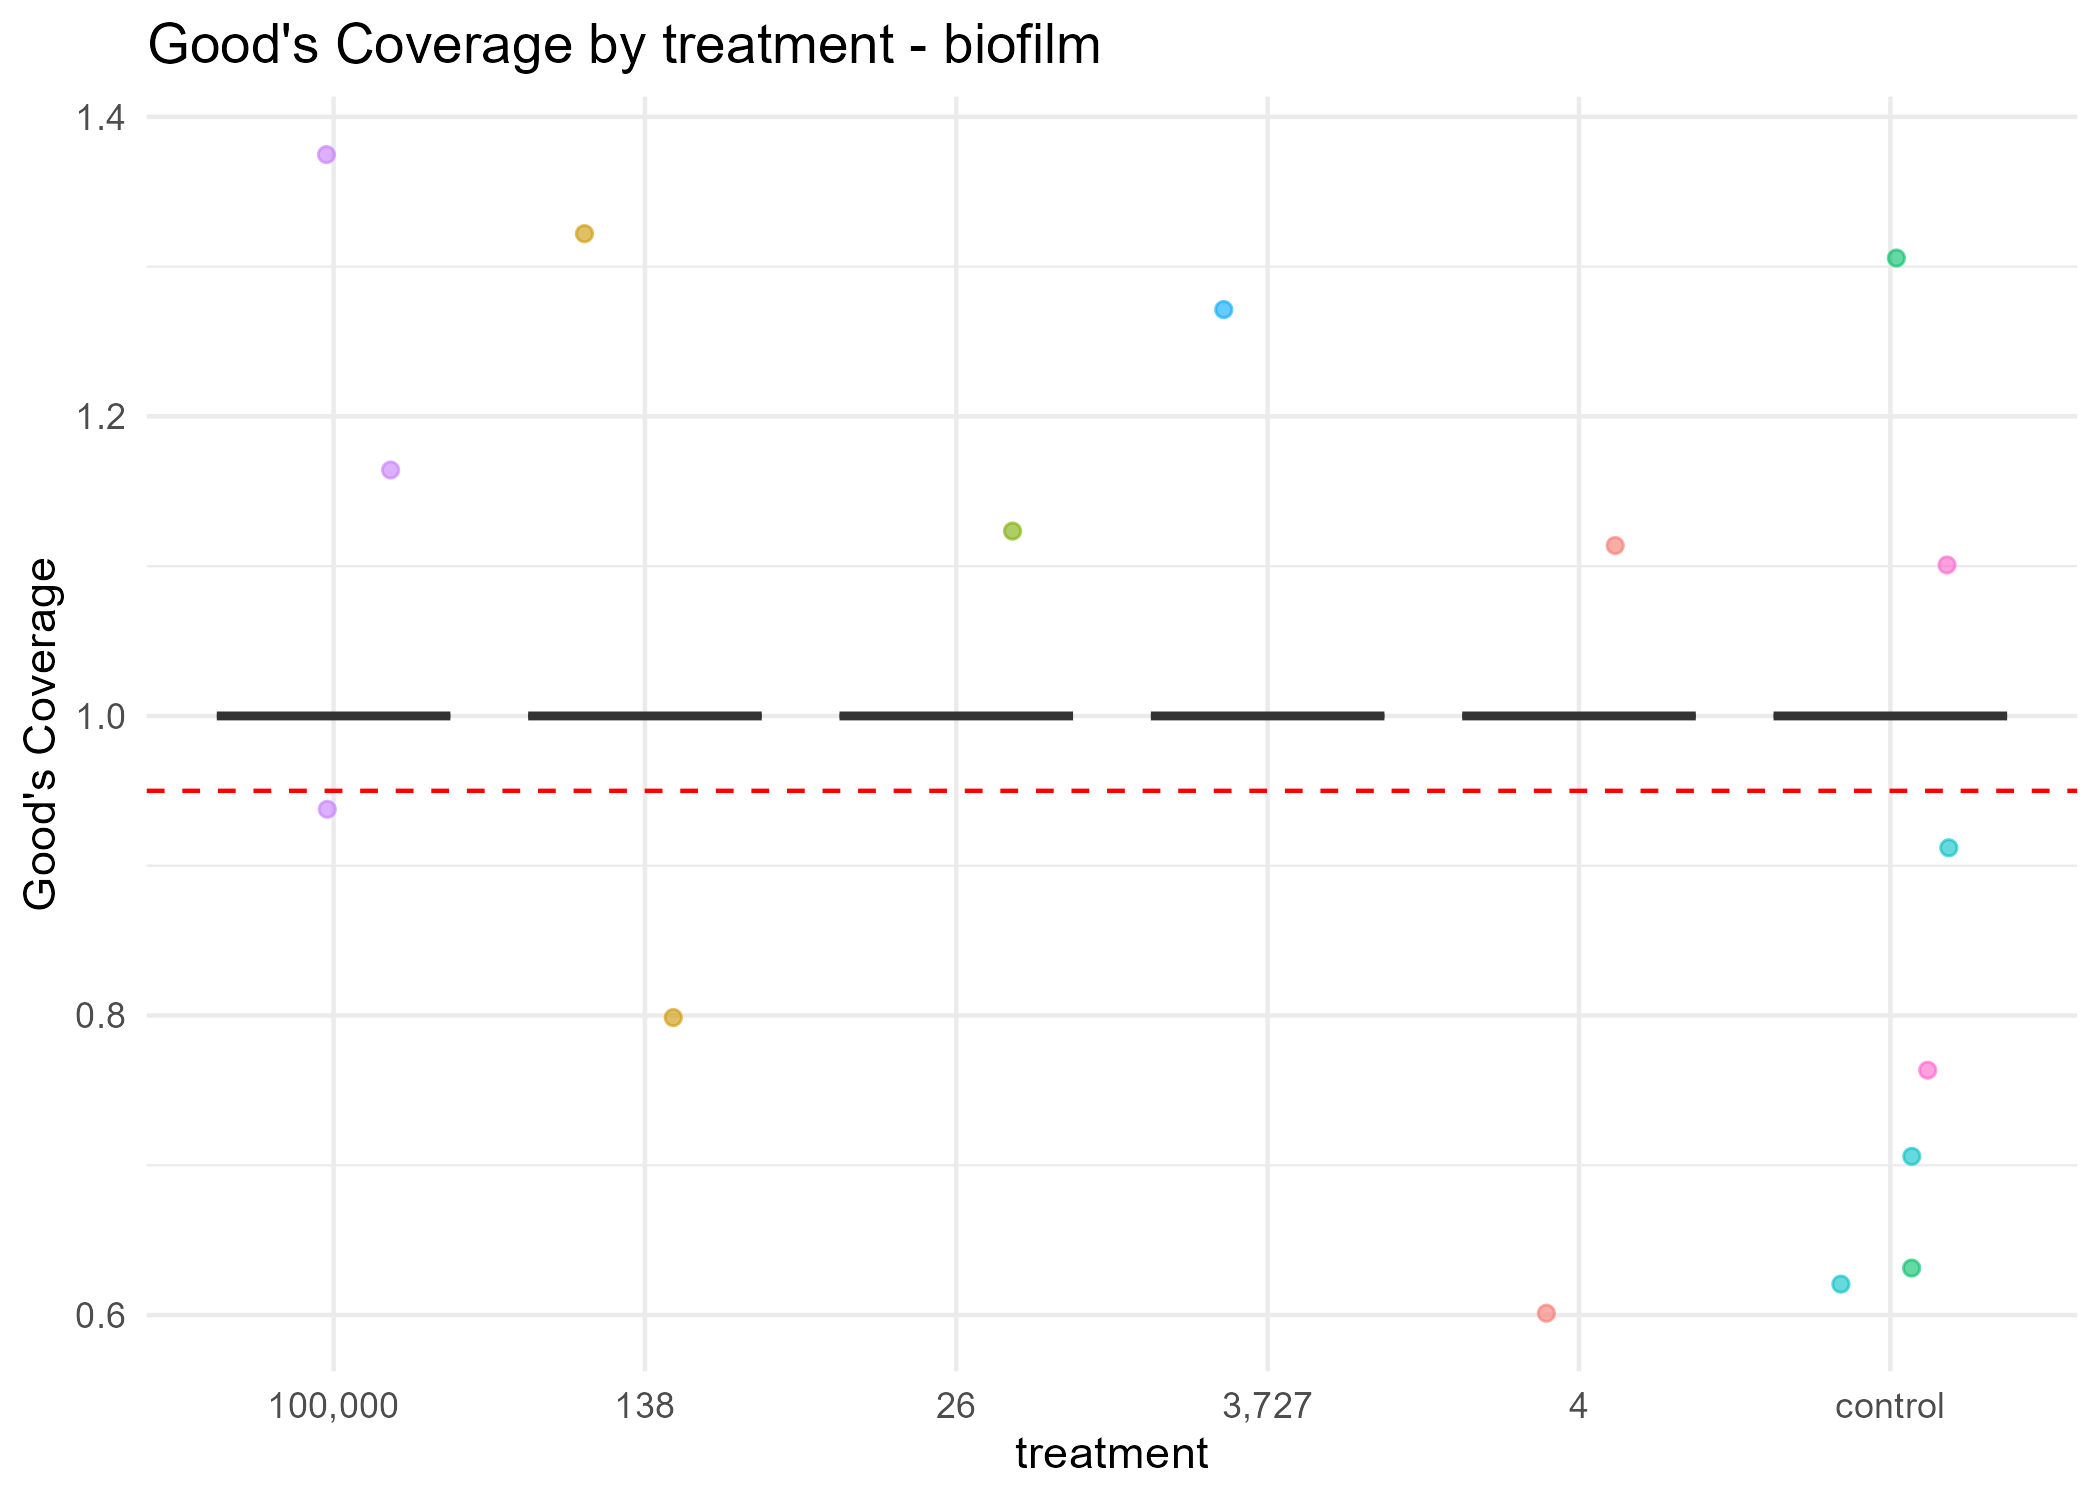 Good's Coverage by treatment - biofilm
1.4
1.2
1.0
0.8
0.6
Good's Coverage
100,000 138 26 3,727 4 control
treatment